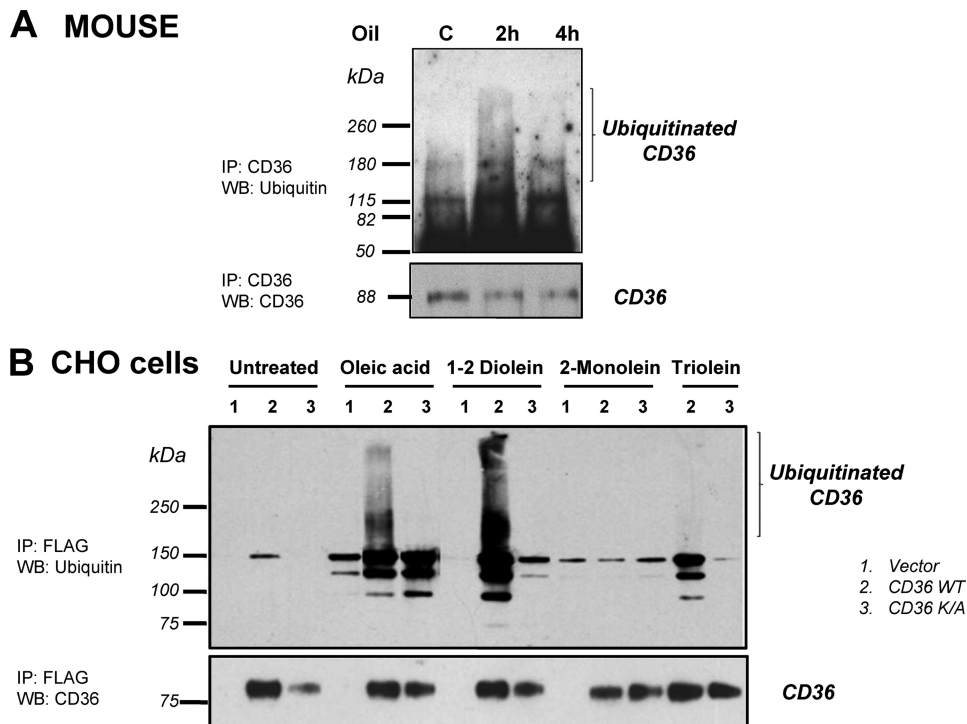 A MOUSE
Oil C 2h 4h
kDa
260
180
115
82
50
Ubiquitinated
CD36
IP: CD36
WB: Ubiquitin
IP: CD36
WB: CD36
88
CD36
B CHO cells
Untreated Oleic acid 1-2 Diolein 2-Monolein Triolein
1 2 3 1 2 3 1 2 3 1 2 3 2 3
kDa
250
150
100
75
Ubiquitinated
CD36
IP: FLAG
WB: Ubiquitin
1. Vector
2. CD36 WT
3. CD36 K/A
IP: FLAG
WB: CD36
75
CD36